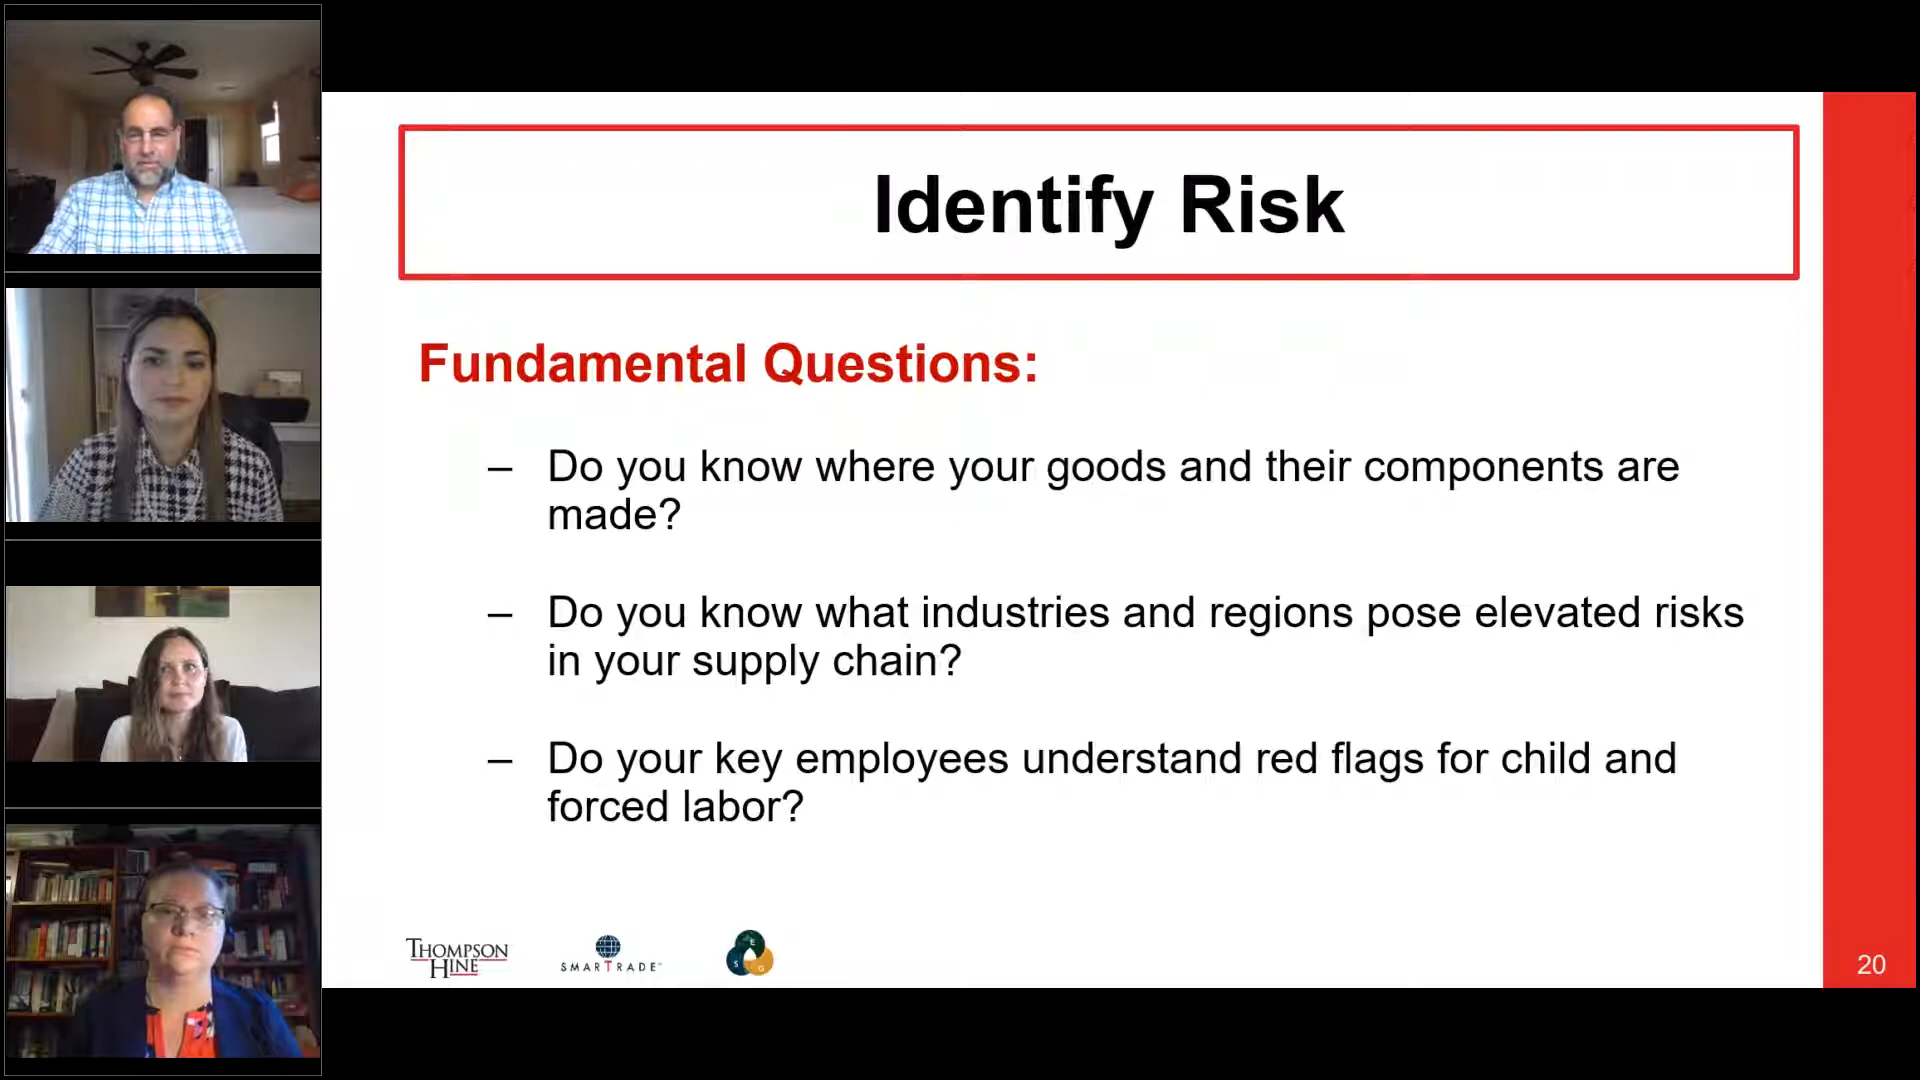 Identify Risk
Fundamental Questions:
– Do you know where your goods and their components are
made?
– Do you know what industries and regions pose elevated risks
in your supply chain?
– Do your key employees understand red flags for child and
forced labor?
THOMPSON
HINE
SMARTRADE™
E
S G
20